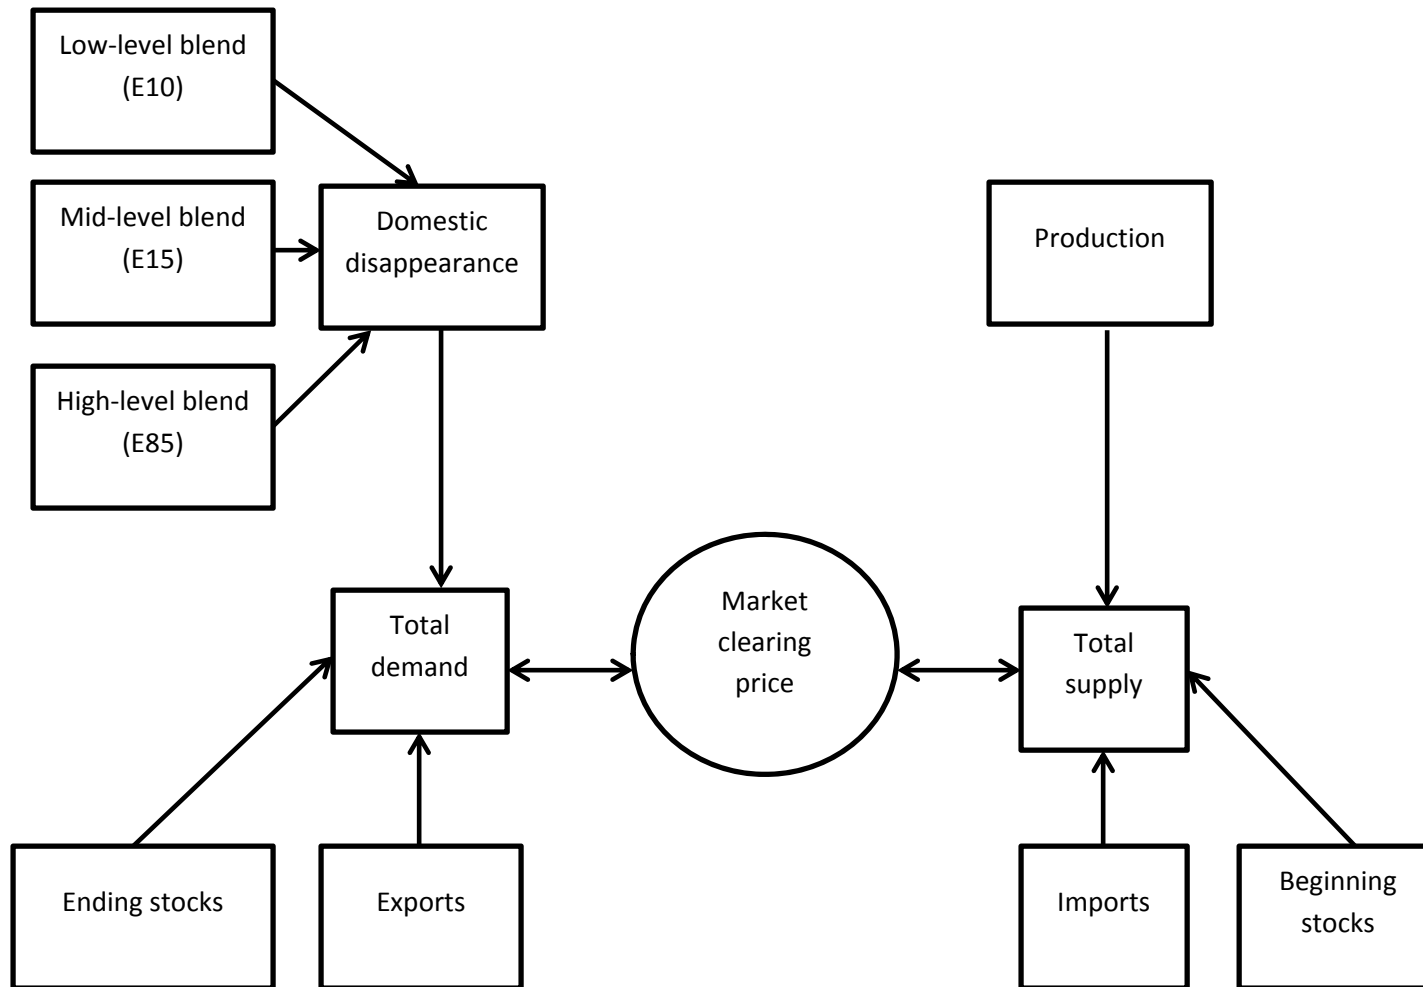 Low-level blend
(E10)
Mid-level blend
(E15)
High-level blend
(E85)
Domestic
disappearance
Production
Total
demand
Market
clearing
price
Total
supply
Ending stocks
Exports
Imports
Beginning
stocks